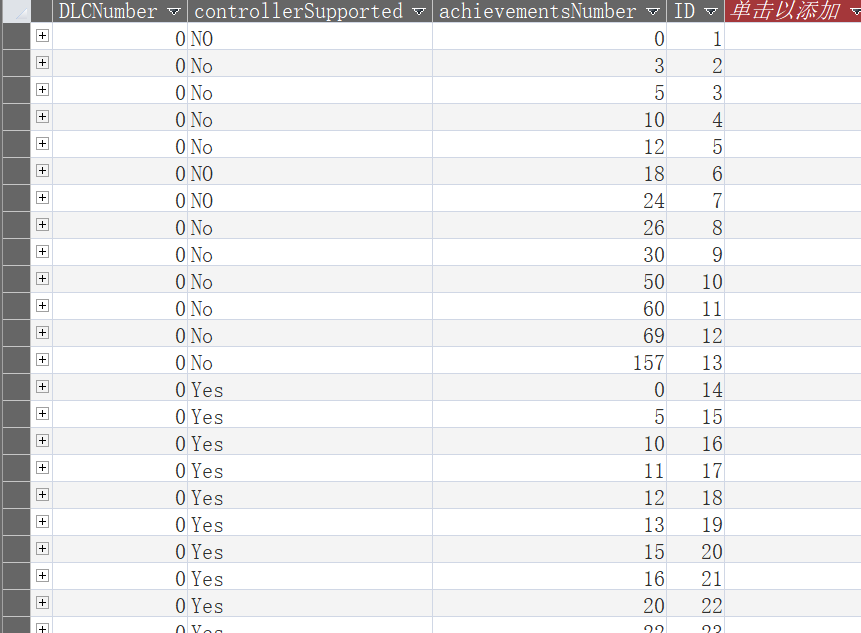 DLCNumber controllerSupported achievementsNumber ID 单击以添加
0 NO 0 1
0 No 3 2
0 No 5 3
0 No 10 4
0 No 12 5
0 NO 18 6
0 NO 24 7
0 No 26 8
0 No 30 9
0 No 50 10
0 No 60 11
0 No 69 12
0 No 157 13
0 Yes 0 14
0 Yes 5 15
0 Yes 10 16
0 Yes 11 17
0 Yes 12 18
0 Yes 13 19
0 Yes 15 20
0 Yes 16 21
0 Yes 20 22
0 Yes 22 23